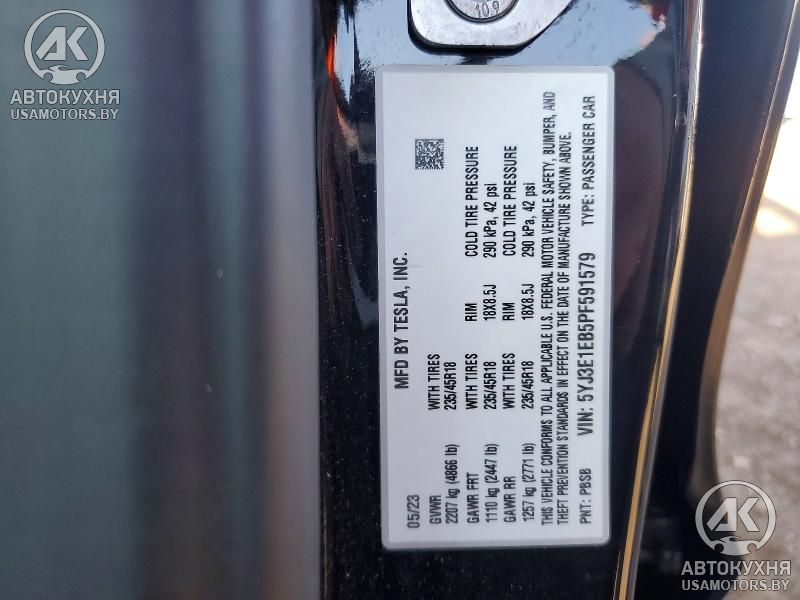 AK
АВТОКУХНЯ
USAMOTORS.BY
10.9
MFD BY TESLA, INC.
05/23
GVWR WITH TIRES
2207 kg (4866 lb) 235/45R18
GAWR FRT WITH TIRES RIM COLD TIRE PRESSURE
1110 kg (2447 lb) 235/45R18 18X8.5J 290 kPa, 42 psi
GAWR RR WITH TIRES RIM COLD TIRE PRESSURE
1257 kg (2771 lb) 235/45R18 18X8.5J 290 kPa, 42 psi
THIS VEHICLE CONFORMS TO ALL APPLICABLE U.S. FEDERAL MOTOR VEHICLE SAFETY, BUMPER, AND
THEFT PREVENTION STANDARDS IN EFFECT ON THE DATE OF MANUFACTURE SHOWN ABOVE.
PNT: PBSB VIN: 5YJ3E1EB5PF591579 TYPE: PASSENGER CAR
AK
АВТОКУХНЯ
USAMOTORS.BY